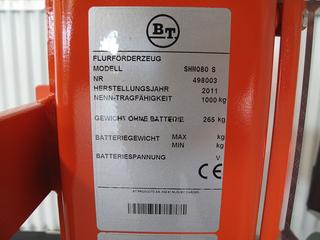 BT
FLURFÖRDERZEUG
MODELL SHM080 S
NR 498003
HERSTELLUNGSJAHR 2011
NENN-TRAGFÄHIGKEIT 1000 kg
GEWICHT OHNE BATTERIE 265 kg
BATTERIEGEWICHT MAX kg
MIN kg
BATTERIESPANNUNG V
CE